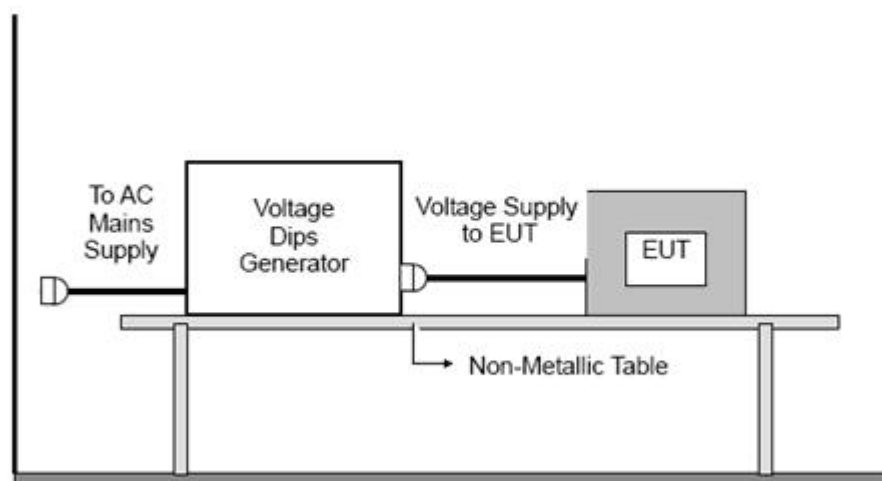 To AC
Mains
Supply
Voltage
Dips
Generator
Voltage Supply
to EUT
EUT
Non-Metallic Table